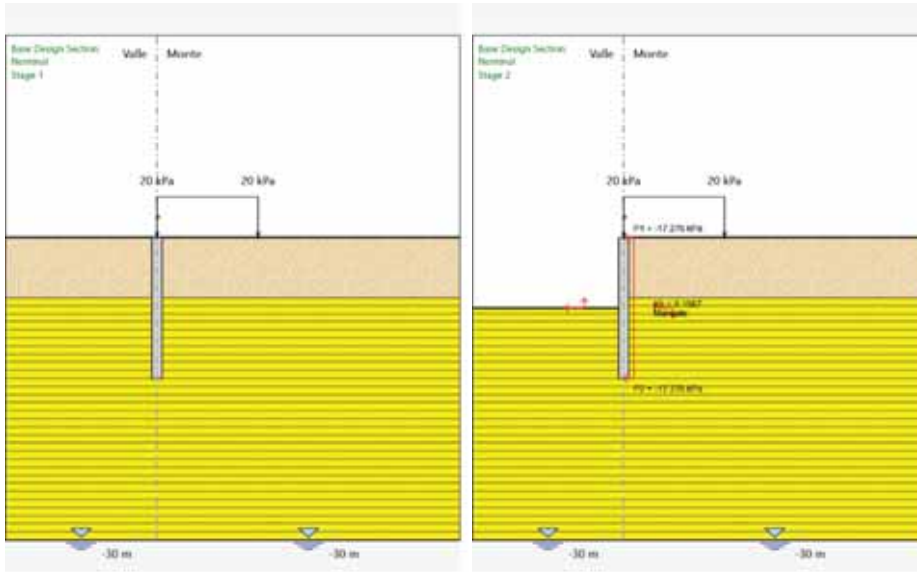 Base Design Section
Nominal
Stage 1
Valle
Monte
20 kPa
20 kPa
-30 m
-30 m
Base Design Section
Nominal
Stage 2
Valle
Monte
20 kPa
20 kPa
-30 m
-30 m